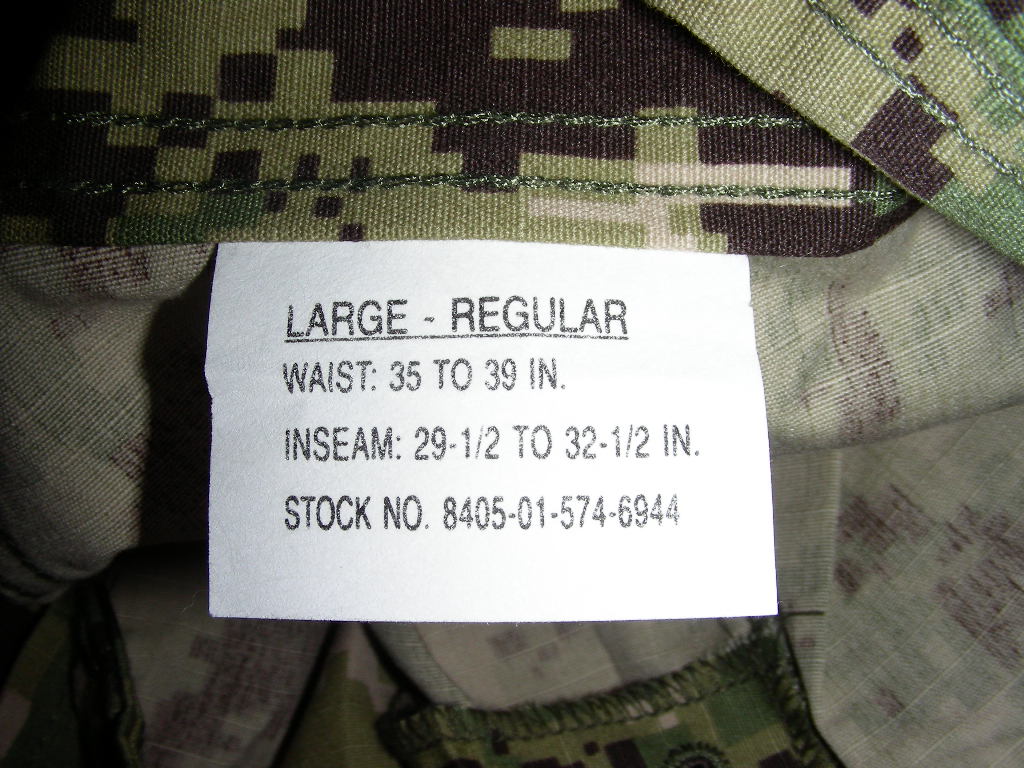 LARGE - REGULAR
WAIST: 35 TO 39 IN.
INSEAM: 29-1/2 TO 32-1/2 IN.
STOCK NO. 8405-01-574-6944